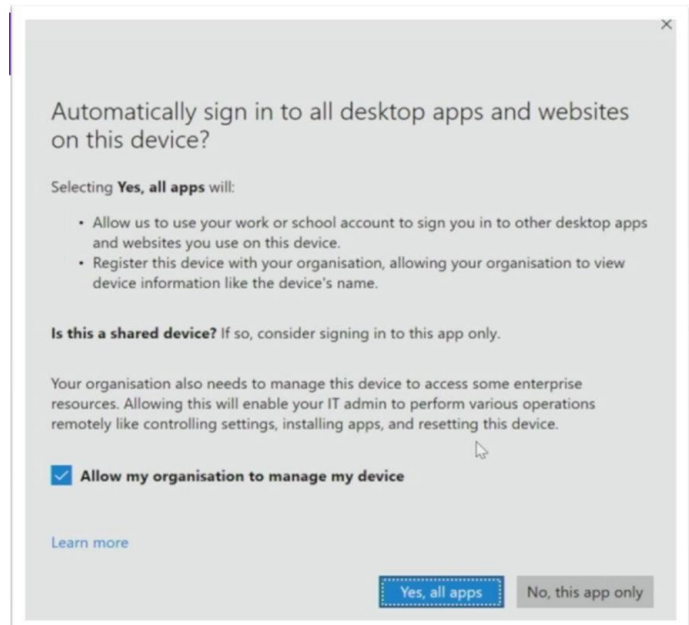 Automatically sign in to all desktop apps and websites
on this device?
Selecting Yes, all apps will:
• Allow us to use your work or school account to sign you in to other desktop apps
and websites you use on this device.
• Register this device with your organisation, allowing your organisation to view
device information like the device's name.
Is this a shared device? If so, consider signing in to this app only.
Your organisation also needs to manage this device to access some enterprise
resources. Allowing this will enable your IT admin to perform various operations
remotely like controlling settings, installing apps, and resetting this device.
Allow my organisation to manage my device
Learn more
Yes, all apps No, this app only